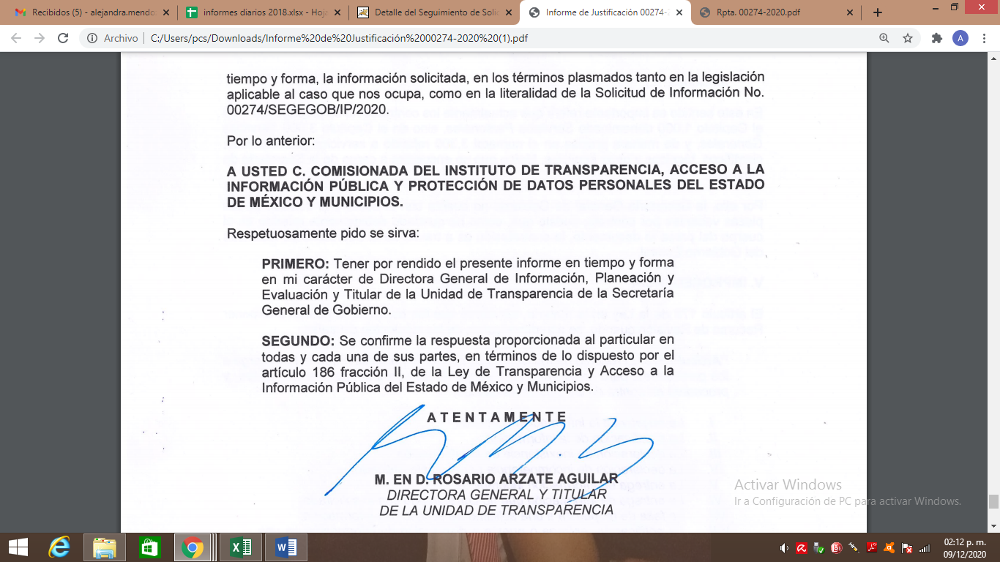 Recibidos (5) - alejandra.mendo
informes diarios 2018.xlsx - Hoja
Detalle del Seguimiento de Solic
Informe de Justificación 00274-2
Rpta. 00274-2020.pdf
Archivo
C:/Users/pcs/Downloads/Informe%20de%20Justificación%2000274-2020%20(1).pdf
A
tiempo y forma, la información solicitada, en los términos plasmados tanto en la legislación
aplicable al caso que nos ocupa, como en la literalidad de la Solicitud de Información No.
00274/SEGEGOB/IP/2020.
Por lo anterior:
A USTED C. COMISIONADA DEL INSTITUTO DE TRANSPARENCIA, ACCESO A LA
INFORMACIÓN PÚBLICA Y PROTECCIÓN DE DATOS PERSONALES DEL ESTADO
DE MÉXICO Y MUNICIPIOS.
Respetuosamente pido se sirva:
PRIMERO: Tener por rendido el presente informe en tiempo y forma
en mi carácter de Directora General de Información, Planeación y
Evaluación y Titular de la Unidad de Transparencia de la Secretaría
General de Gobierno.
SEGUNDO: Se confirme la respuesta proporcionada al particular en
todas y cada una de sus partes, en términos de lo dispuesto por el
artículo 186 fracción II, de la Ley de Transparencia y Acceso a la
Información Pública del Estado de México y Municipios.
A T E N T A M E N T E
M. EN D. ROSARIO ARZATE AGUILAR
DIRECTORA GENERAL Y TITULAR
DE LA UNIDAD DE TRANSPARENCIA
Activar Windows
Ir a Configuración de PC para activar Windows.
02:12 p. m.
09/12/2020